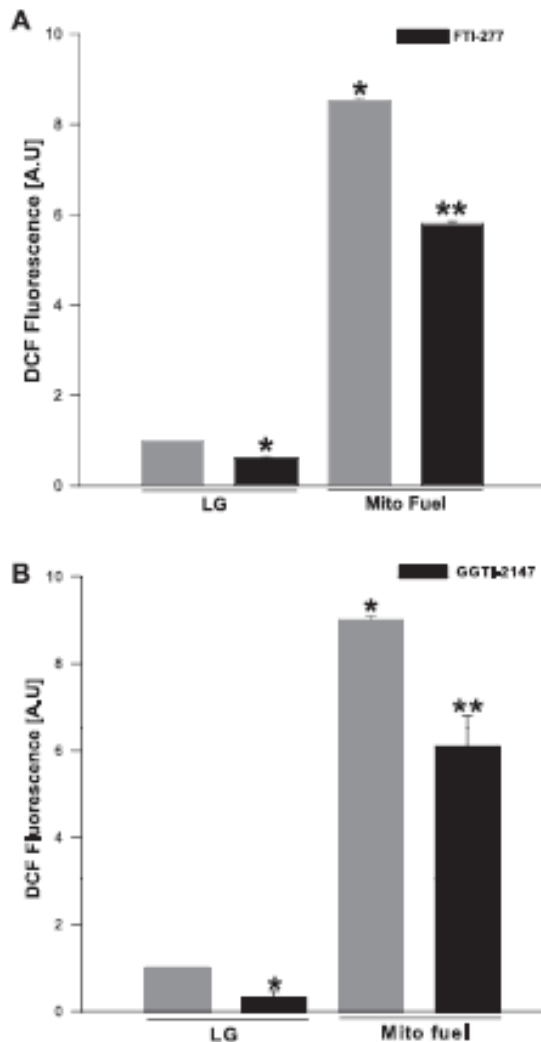 A
10
FTI-277
*
8
**
6
DCF Fluorescence [A.U]
4
2
*
0
LG
Mito Fuel
B
10
GGTI-2147
*
8
**
6
DCF Fluorescence [A.U]
4
2
*
0
LG
Mito fuel